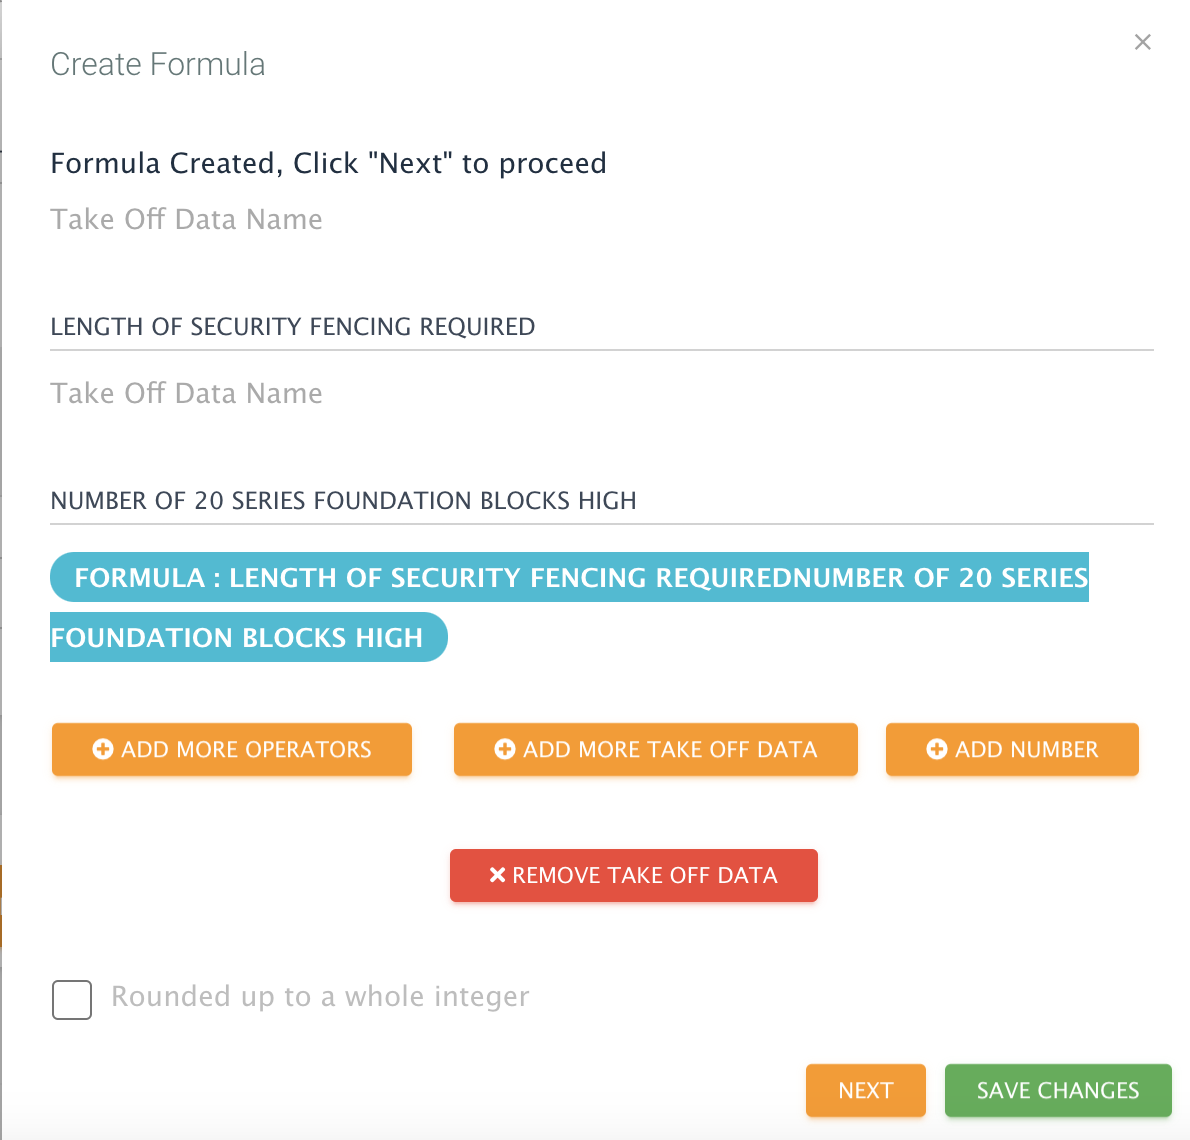 Create Formula
Formula Created, Click "Next" to proceed
Take Off Data Name
LENGTH OF SECURITY FENCING REQUIRED
Take Off Data Name
NUMBER OF 20 SERIES FOUNDATION BLOCKS HIGH
FORMULA : LENGTH OF SECURITY FENCING REQUIREDNUMBER OF 20 SERIES
FOUNDATION BLOCKS HIGH
ADD MORE OPERATORS
ADD MORE TAKE OFF DATA
ADD NUMBER
REMOVE TAKE OFF DATA
Rounded up to a whole integer
NEXT
SAVE CHANGES